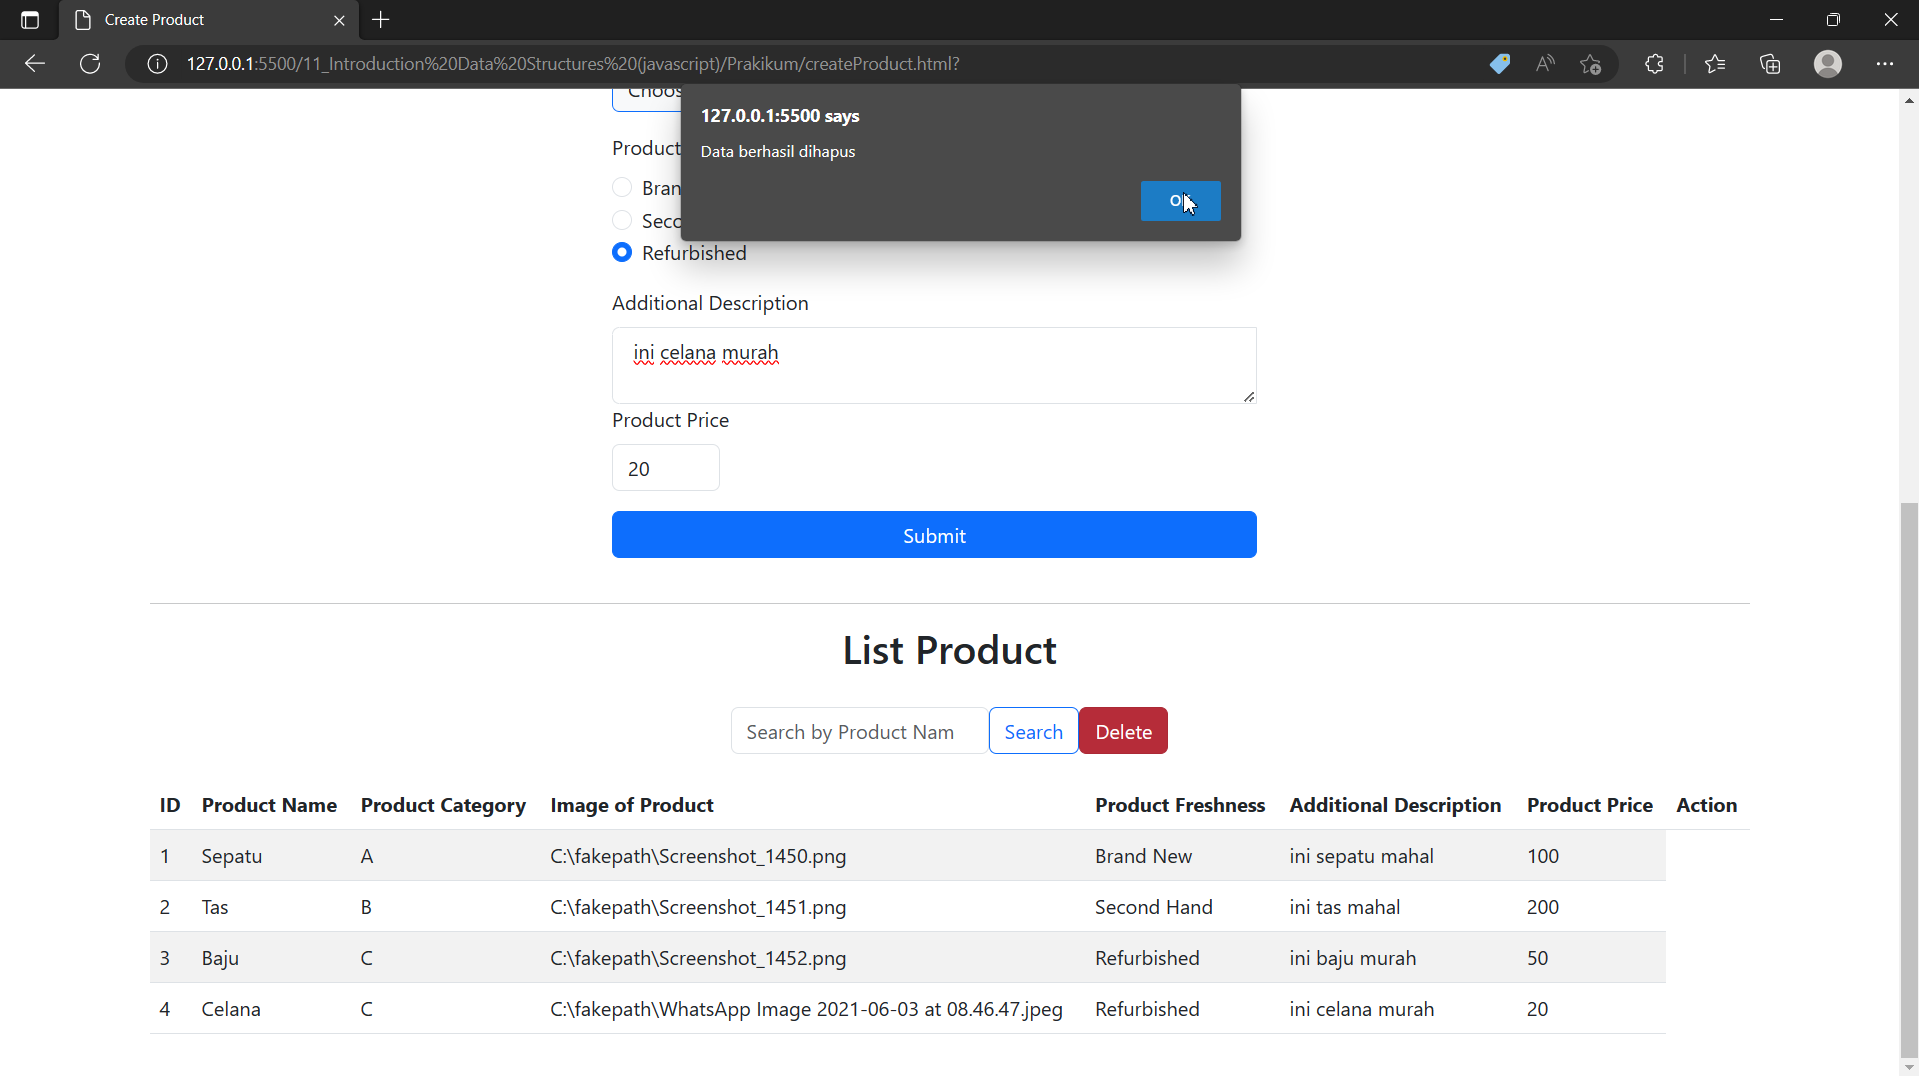 Create Product
127.0.0.1:5500/11_Introduction%20Data%20Structures%20(javascript)/Prakikum/createProduct.html?
127.0.0.1:5500 says
Data berhasil dihapus
Product
Refurbished
Additional Description
ini celana murah
Product Price
20
Submit
List Product
Search by Product Nam Search Delete
ID Product Name Product Category Image of Product Product Freshness Additional Description Product Price Action
1 Sepatu A C:\fakepath\Screenshot_1450.png Brand New ini sepatu mahal 100
2 Tas B C:\fakepath\Screenshot_1451.png Second Hand ini tas mahal 200
3 Baju C C:\fakepath\Screenshot_1452.png Refurbished ini baju murah 50
4 Celana C C:\fakepath\WhatsApp Image 2021-06-03 at 08.46.47.jpeg Refurbished ini celana murah 20